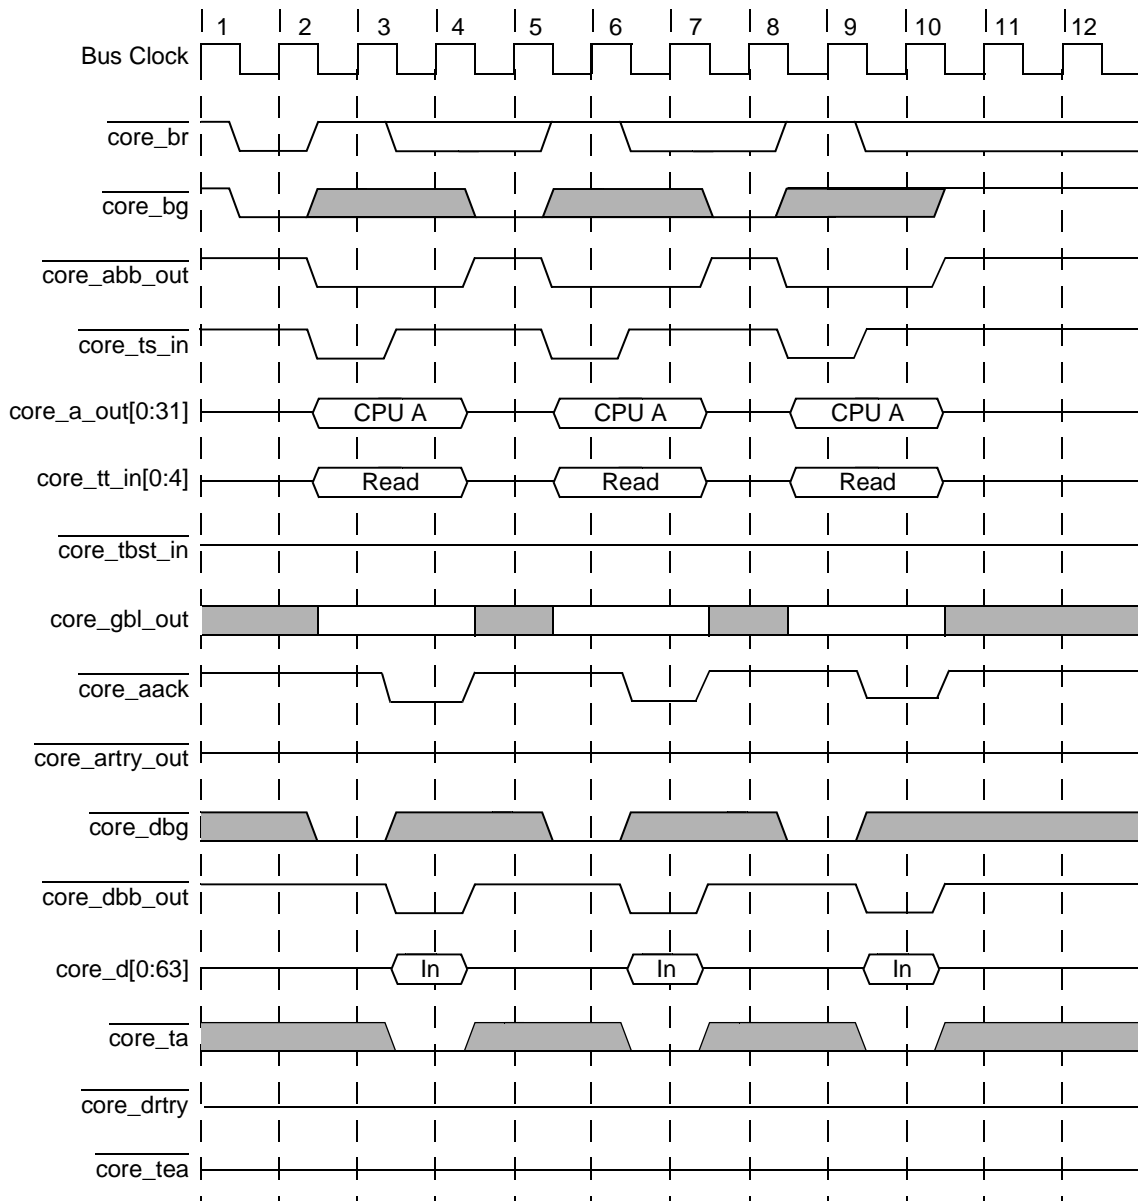 1 2 3 4 5 6 7 8 9 10 11 12
Bus Clock
core_br
core_bg
core_abb_out
core_ts_in
core_a_out[0:31] CPU A CPU A CPU A
core_tt_in[0:4] Read Read Read
core_tbst_in
core_gbl_out
core_aack
core_artry_out
core_dbg
core_dbb_out
core_d[0:63] In In In
core_ta
core_drtry
core_tea